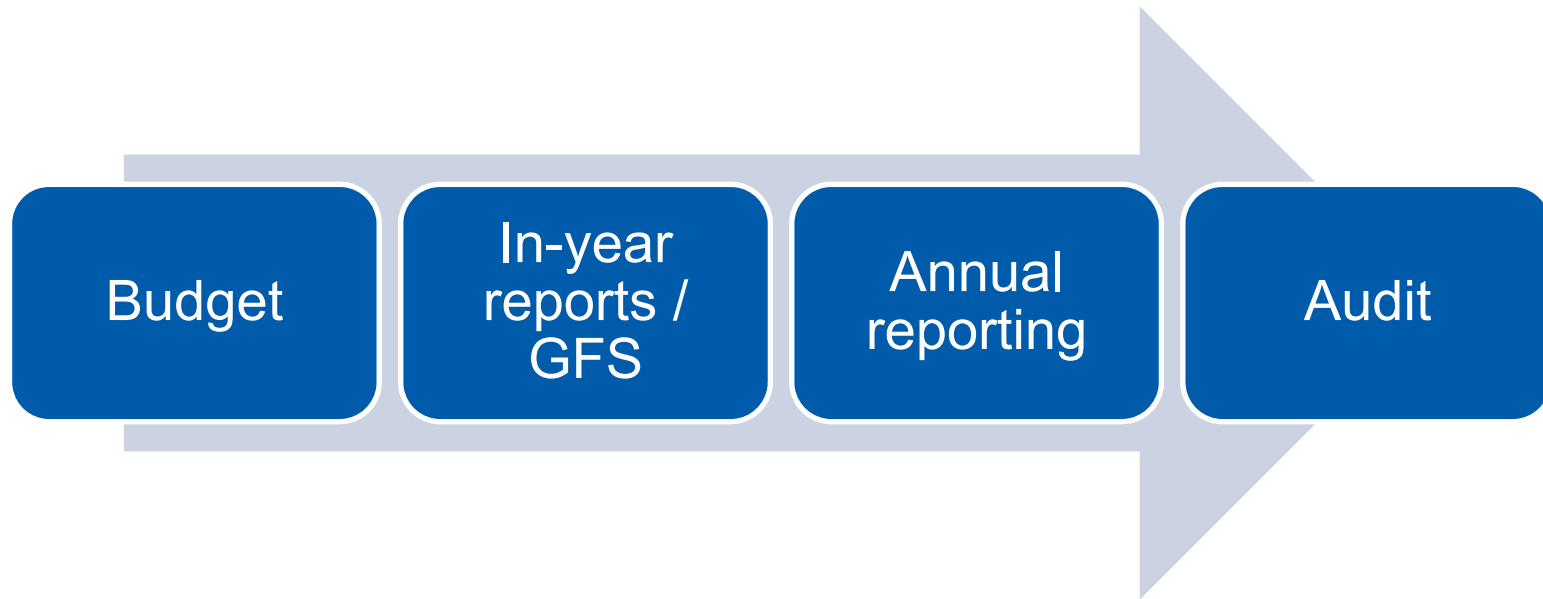 Budget
In-year
reports /
GFS
Annual
reporting
Audit